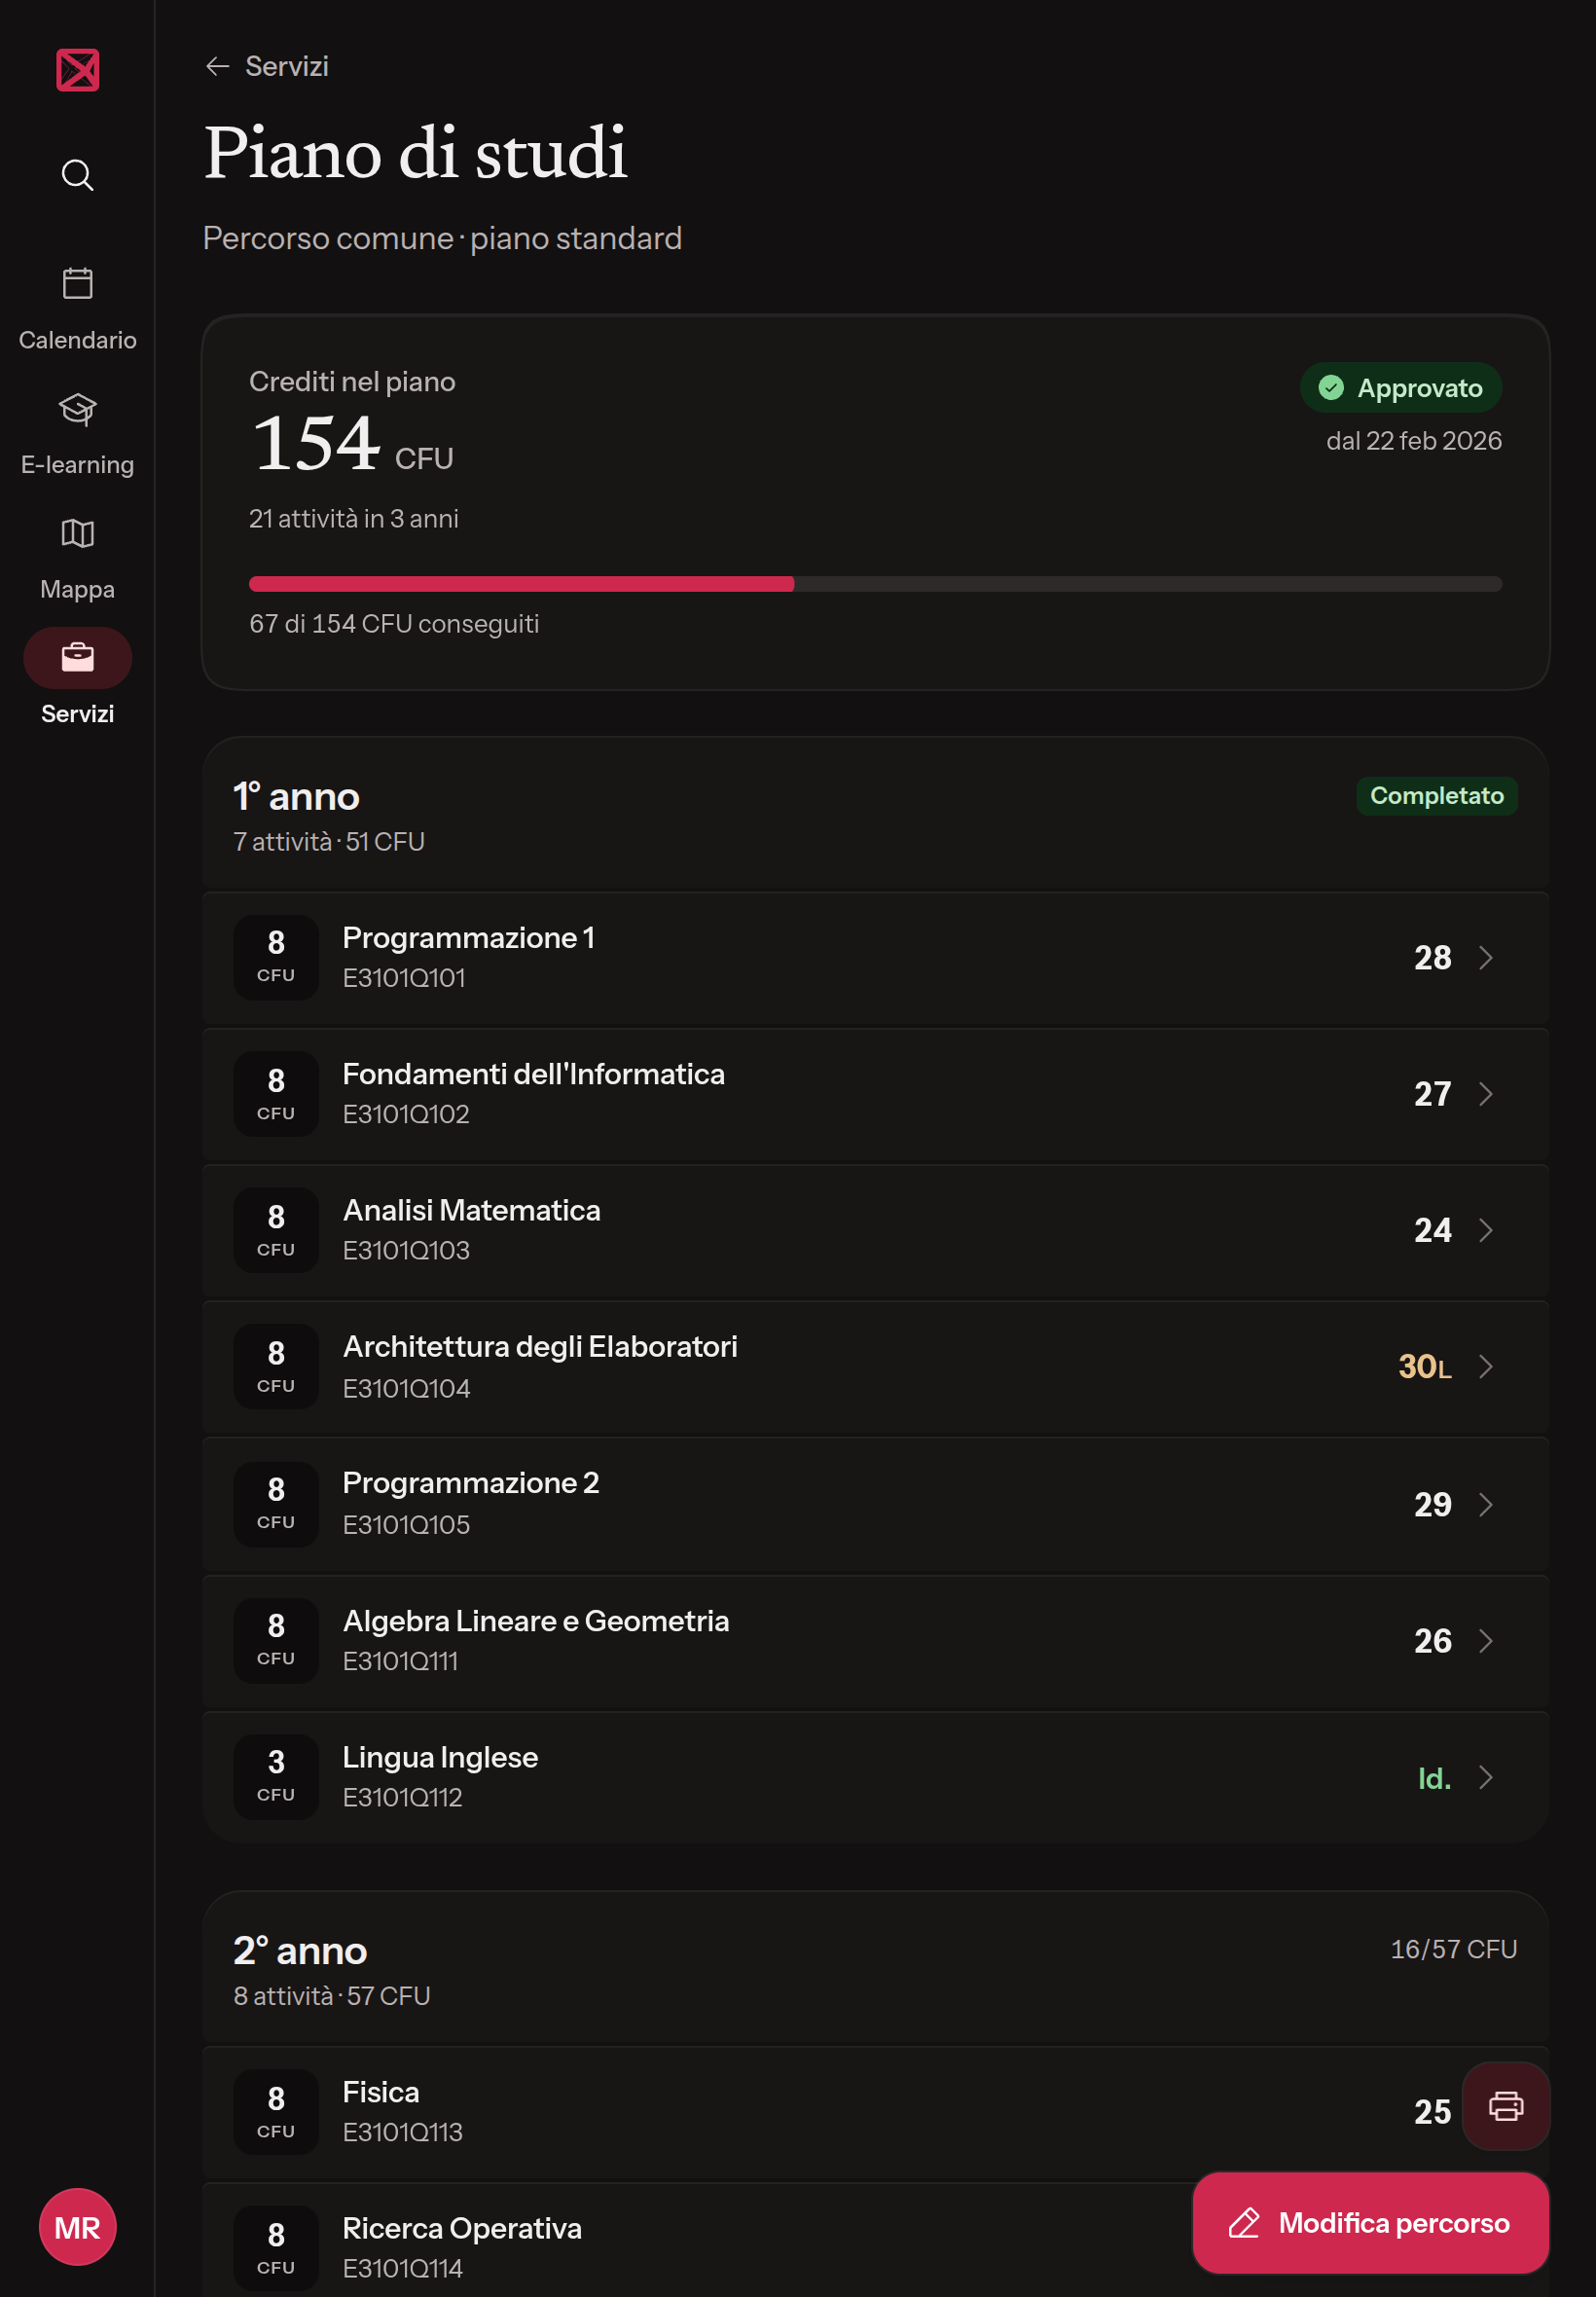 Servizi
Piano di studi
Percorso comune · piano standard
Calendario
E-learning
Mappa
Servizi
MR
Crediti nel piano
154 CFU
21 attività in 3 anni
Approvato
dal 22 feb 2026
67 di 154 CFU conseguiti
1° anno
Completato
7 attività · 51 CFU
8 CFU
Programmazione 1
E3101Q101
28
8 CFU
Fondamenti dell'Informatica
E3101Q102
27
8 CFU
Analisi Matematica
E3101Q103
24
8 CFU
Architettura degli Elaboratori
E3101Q104
30L
8 CFU
Programmazione 2
E3101Q105
29
8 CFU
Algebra Lineare e Geometria
E3101Q111
26
3 CFU
Lingua Inglese
E3101Q112
Id.
2° anno
16/57 CFU
8 attività · 57 CFU
8 CFU
Fisica
E3101Q113
25
8 CFU
Ricerca Operativa
E3101Q114
Modifica percorso